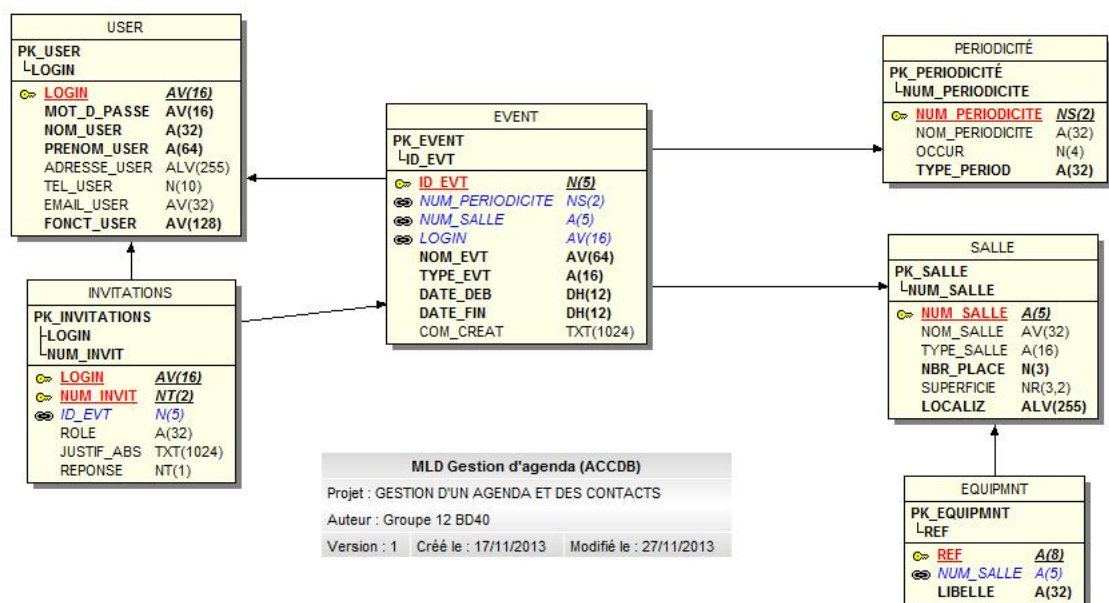 USER
PK_USER
LOGIN
LOGIN AV(16)
MOT_D_PASSE AV(16)
NOM_USER A(32)
PRENOM_USER A(64)
ADRESSE_USER ALV(255)
TEL_USER N(10)
EMAIL_USER AV(32)
FONCT_USER AV(128)
INVITATIONS
PK_INVITATIONS
LOGIN
NUM_INVIT
LOGIN AV(16)
NUM_INVIT NT(2)
ID_EVT N(5)
ROLE A(32)
JUSTIF_ABS TXT(1024)
REPONSE NT(1)
EVENT
PK_EVENT
ID_EVT
ID_EVT N(5)
NUM_PERIODICITE NS(2)
NUM_SALLE A(5)
LOGIN AV(16)
NOM_EVT AV(64)
TYPE_EVT A(16)
DATE_DEB DH(12)
DATE_FIN DH(12)
COM_CREAT TXT(1024)
PERIODICITÉ
PK_PERIODICITÉ
NUM_PERIODICITE
NUM_PERIODICITE NS(2)
NOM_PERIODICITE A(32)
OCCUR N(4)
TYPE_PERIOD A(32)
SALLE
PK_SALLE
NUM_SALLE
NUM_SALLE A(5)
NOM_SALLE AV(32)
TYPE_SALLE A(16)
NBR_PLACE N(3)
SUPERFICIE NR(3,2)
LOCALIZ ALV(255)
EQUIPMNT
PK_EQUIPMNT
REF
REF A(8)
NUM_SALLE A(5)
LIBELLE A(32)
MLD Gestion d'agenda (ACCDB)
Projet : GESTION D'UN AGENDA ET DES CONTACTS
Auteur : Groupe 12 BD40
Version : 1 Créé le : 17/11/2013 Modifié le : 27/11/2013